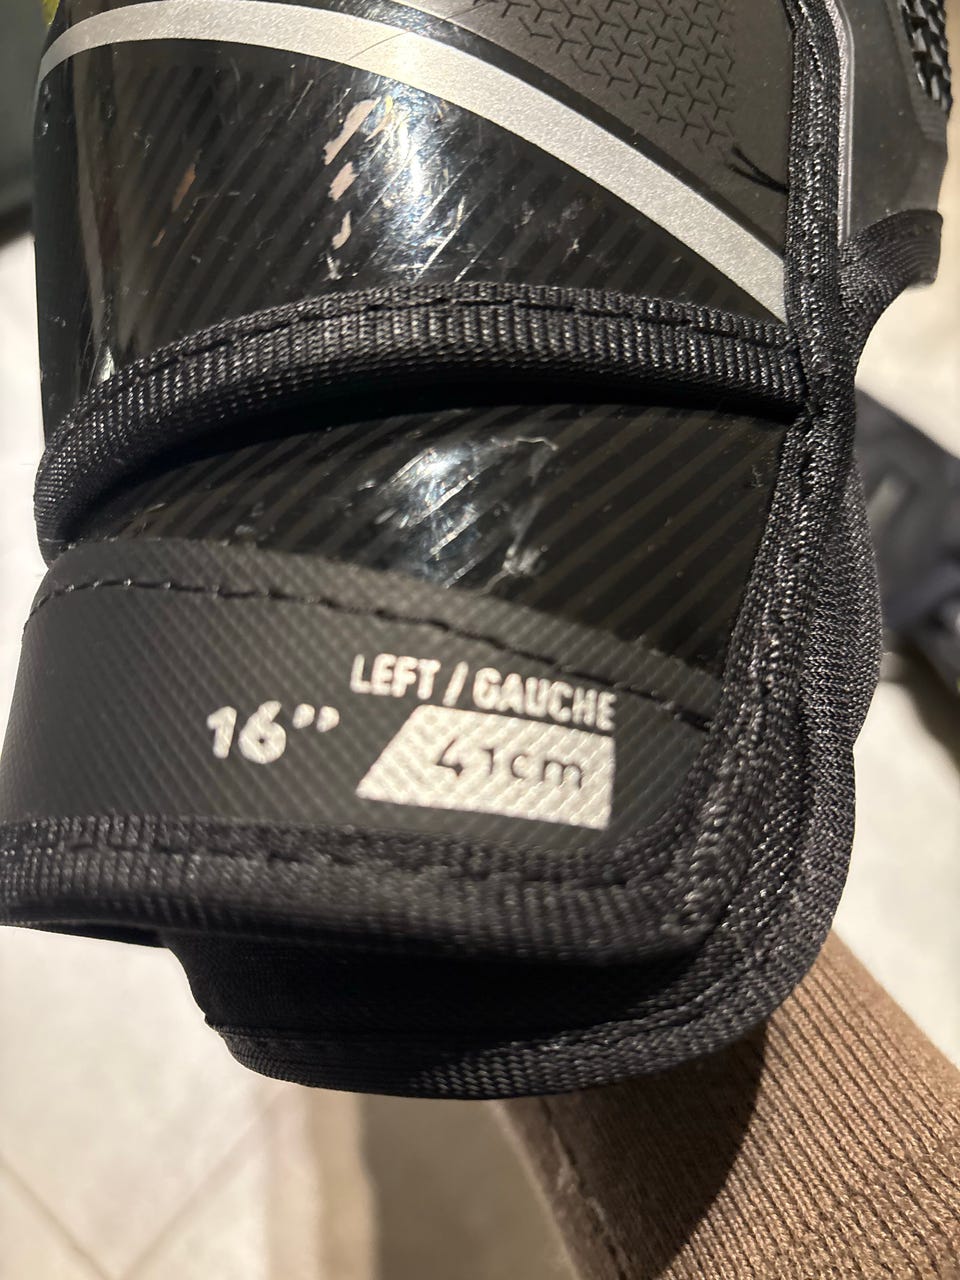 LEFT / GAUCHE
16”
41cm